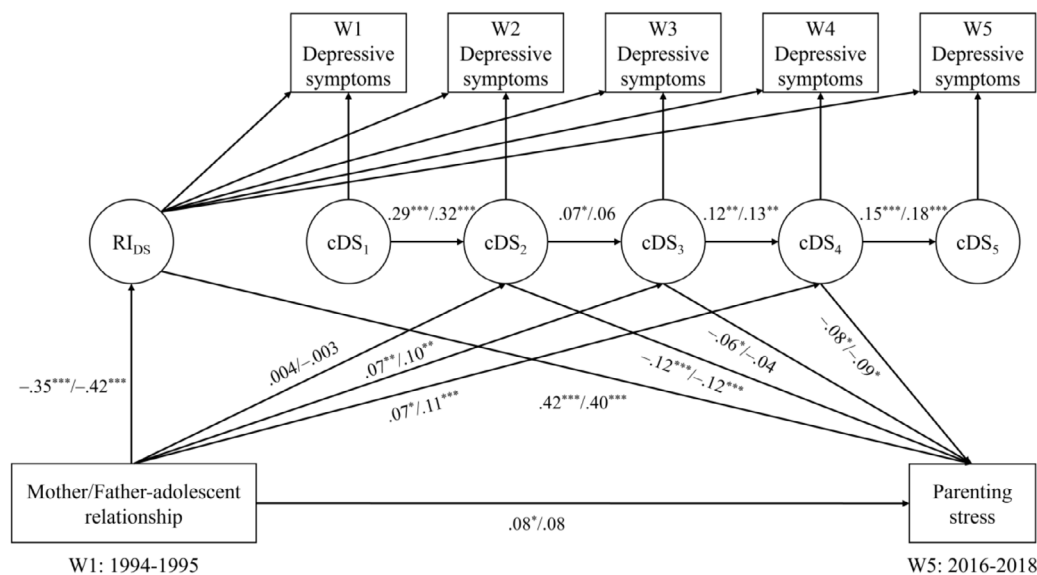 W1
Depressive
symptoms
W2
Depressive
symptoms
W3
Depressive
symptoms
W4
Depressive
symptoms
W5
Depressive
symptoms
.29***/.32***
.07*/.06
.12**/.13**
.15***/.18***
RI_DS
cDS₁
cDS₂
cDS₃
cDS₄
cDS₅
−.35***/−.42***
.004/−.003
.07**/.10**
.07*/.11***
.42***/.40***
−.12***/−.12***
−.06*/−.04
−.08*/
−.09*
Mother/Father-adolescent
relationship
.08*/.08
Parenting
stress
W1: 1994-1995
W5: 2016-2018